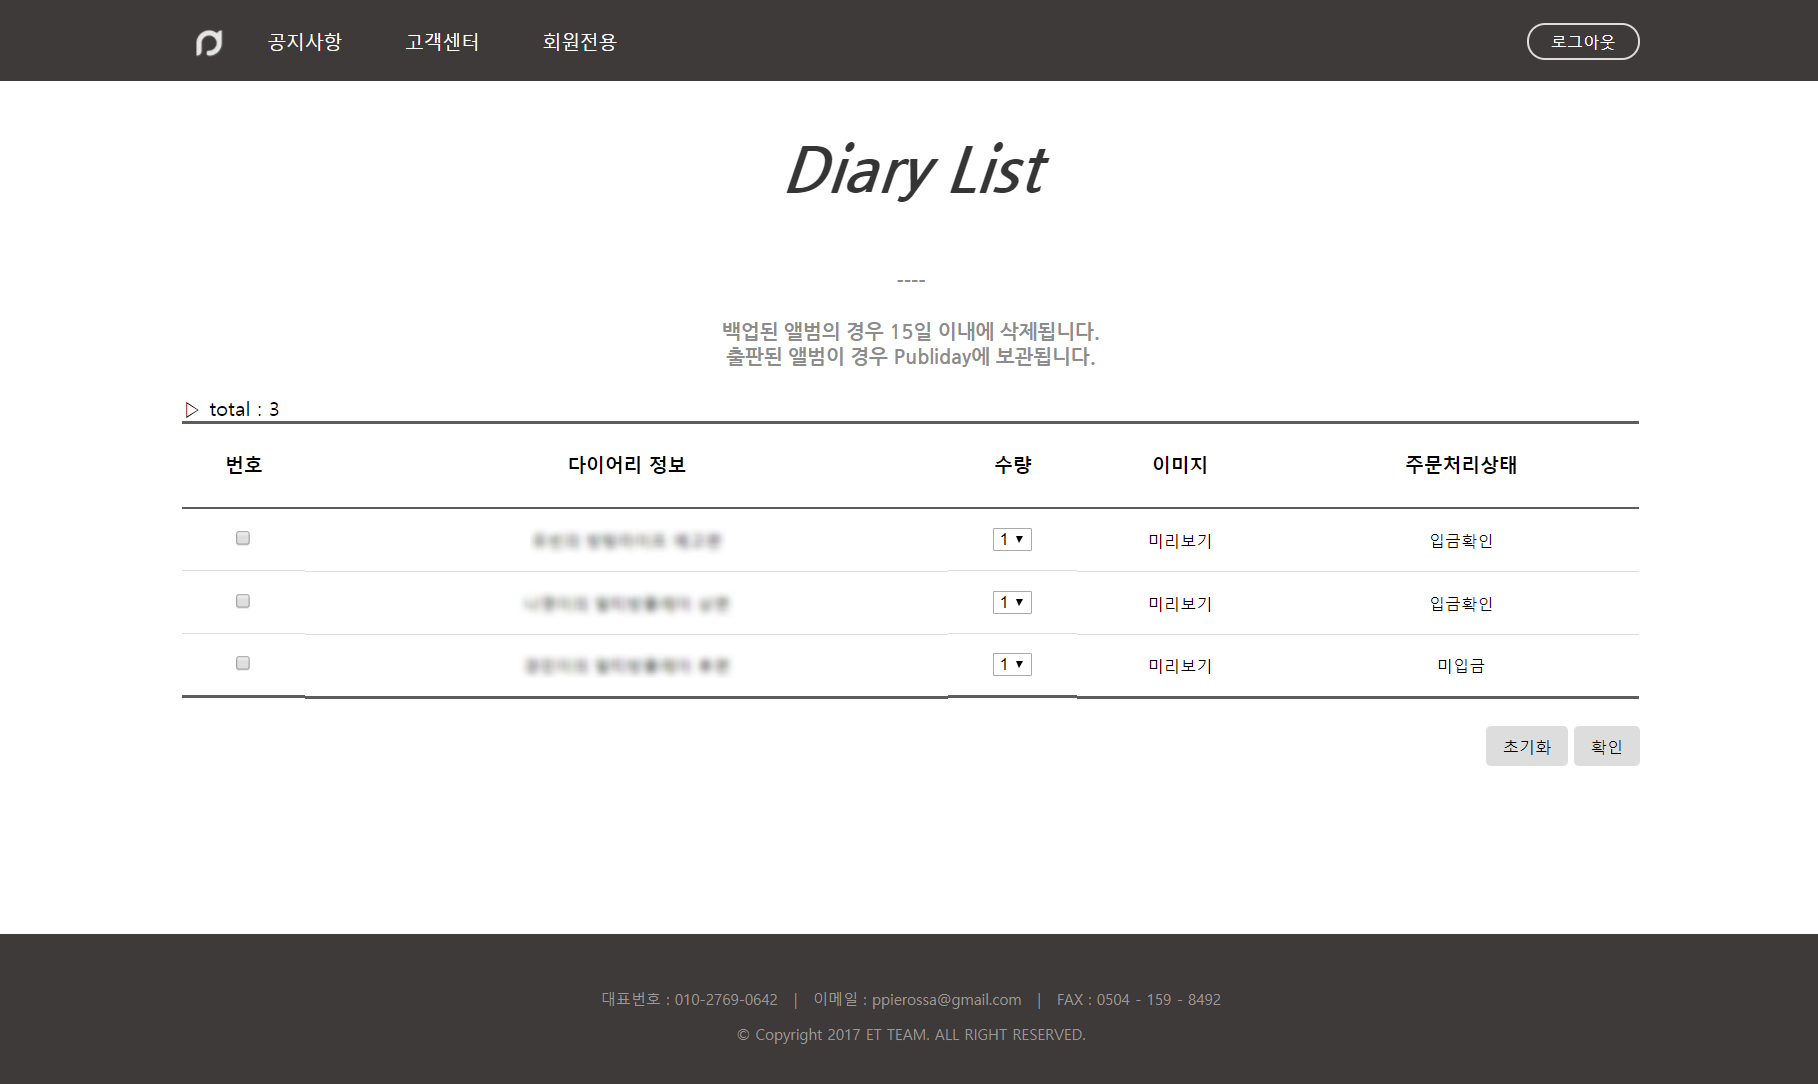 공지사항 고객센터 회원전용 로그아웃
Diary List
----
백업된 앨범의 경우 15일 이내에 삭제됩니다.
출판된 앨범이 경우 Publiday에 보관됩니다.
▷ total : 3
번호 다이어리 정보 수량 이미지 주문처리상태
1 미리보기 입금확인
1 미리보기 입금확인
1 미리보기 미입금
초기화 확인
대표번호 : 010-2769-0642 | 이메일 : ppierossa@gmail.com | FAX : 0504 - 159 - 8492
© Copyright 2017 ET TEAM. ALL RIGHT RESERVED.